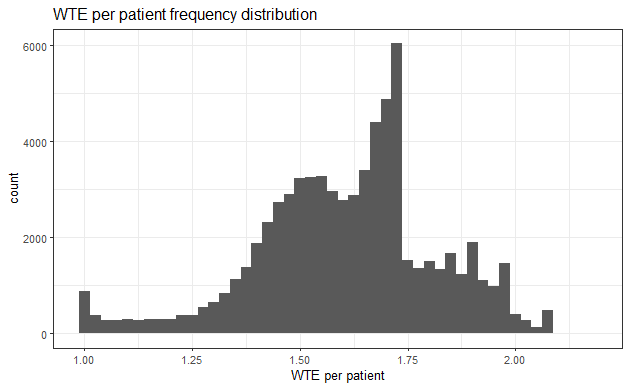 WTE per patient frequency distribution
6000
4000
2000
0
count
1.00 1.25 1.50 1.75 2.00
WTE per patient